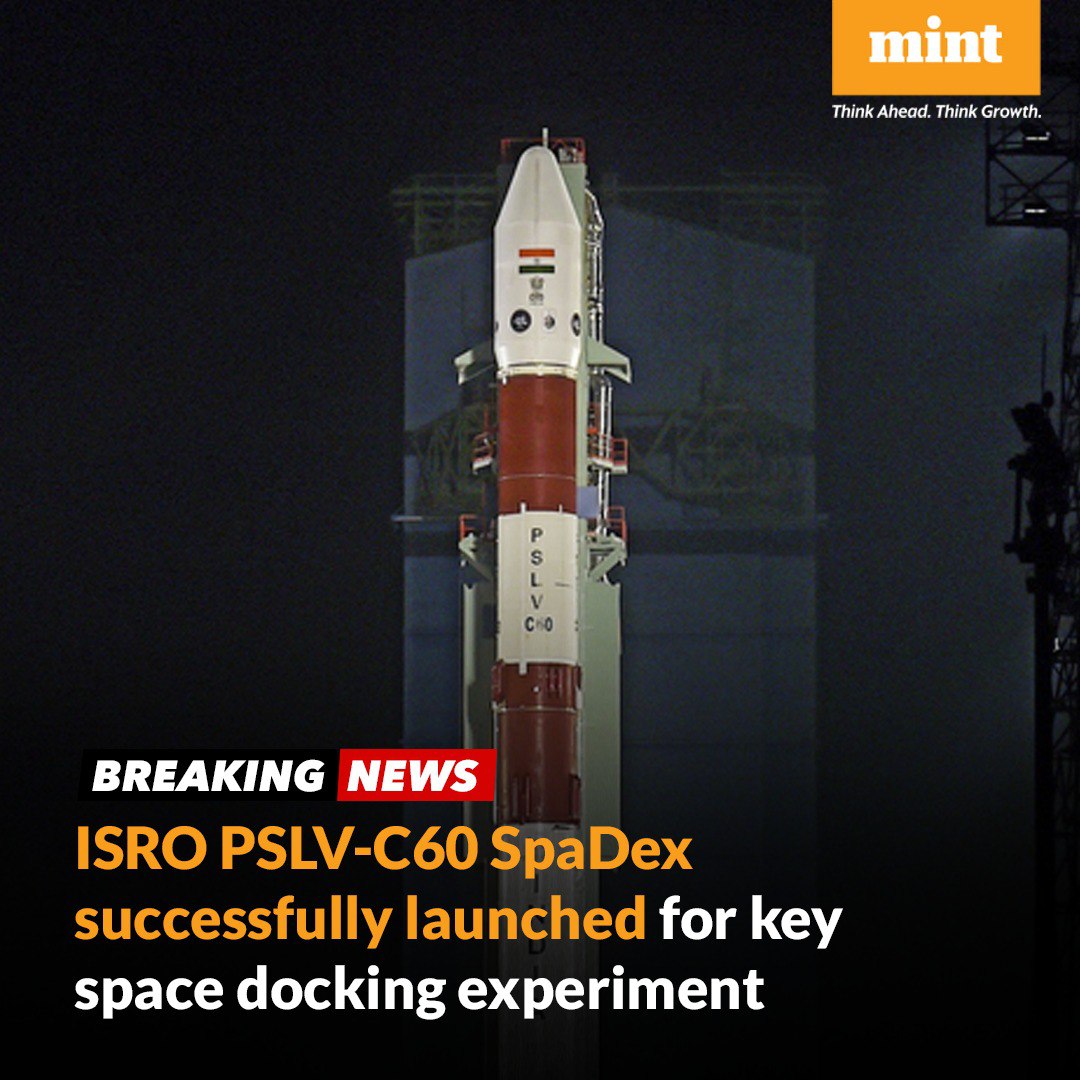 mint
Think Ahead. Think Growth.
P
S
L
V
C60
BREAKING NEWS
ISRO PSLV-C60 SpaDex
successfully launched for key
space docking experiment